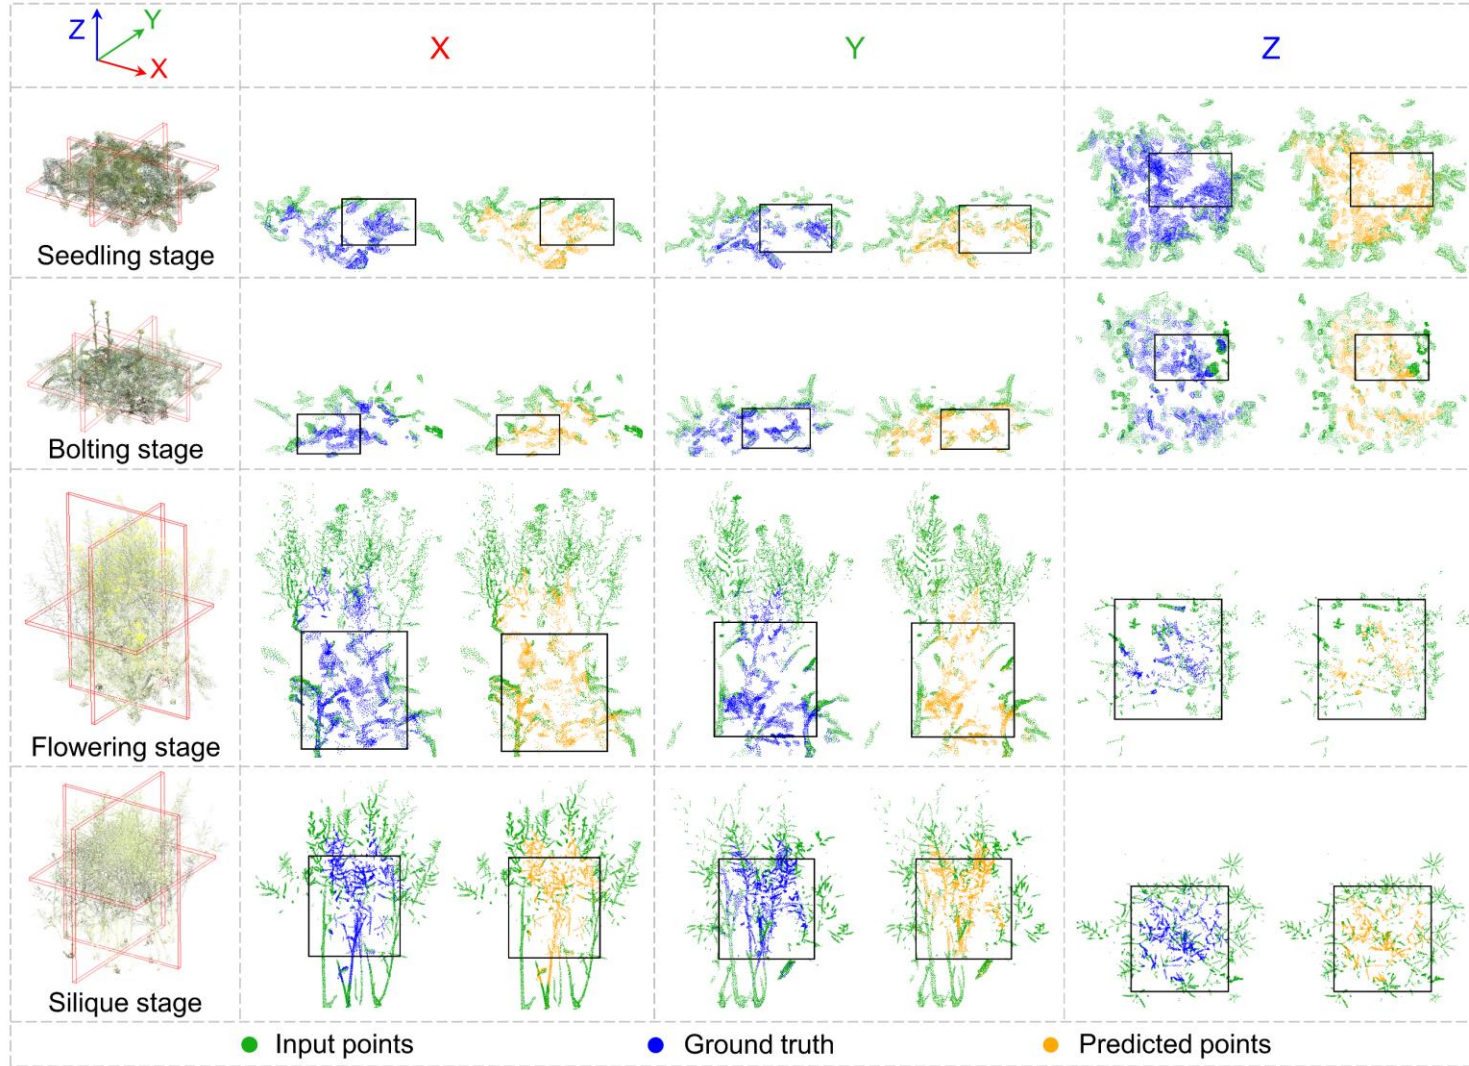 Z
Y
X
X
Y
Z
Seedling stage
Bolting stage
Flowering stage
Silique stage
Input points
Ground truth
Predicted points